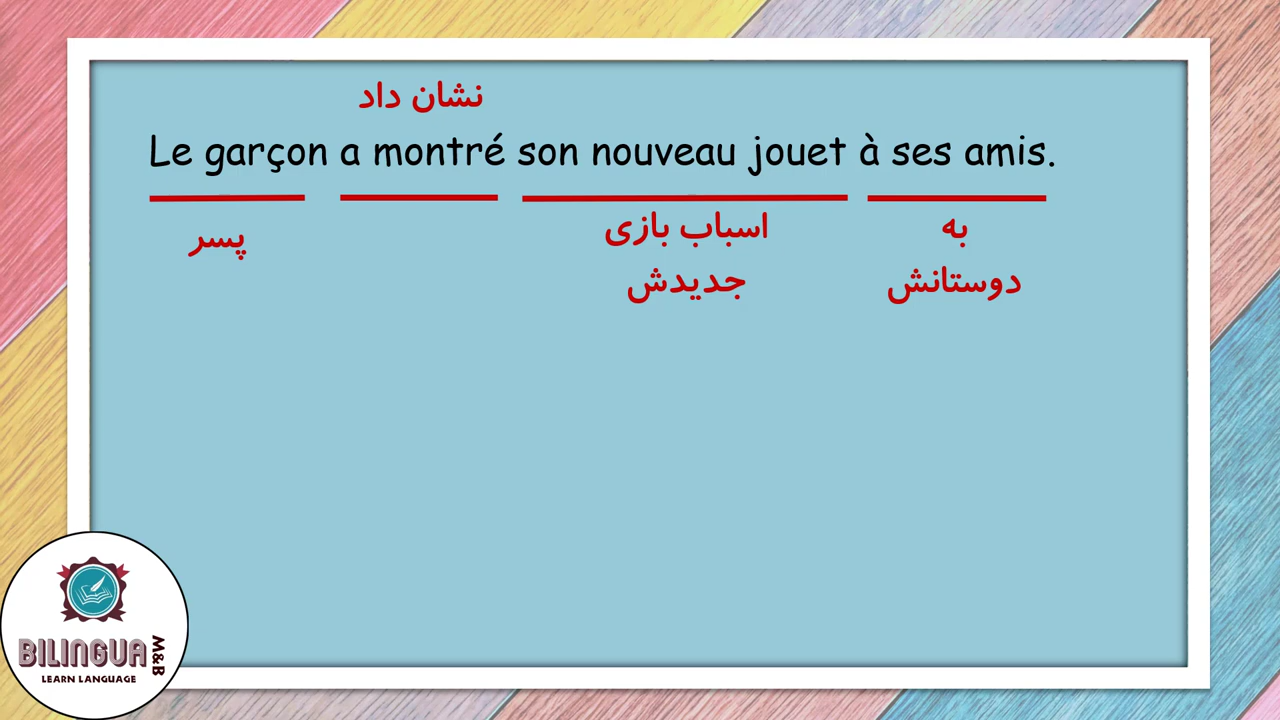 نشان داد
Le garçon a montré son nouveau jouet à ses amis.
پسر
اسباب بازی
جدیدش
به
دوستانش
BILINGUA
M&B
LEARN LANGUAGE